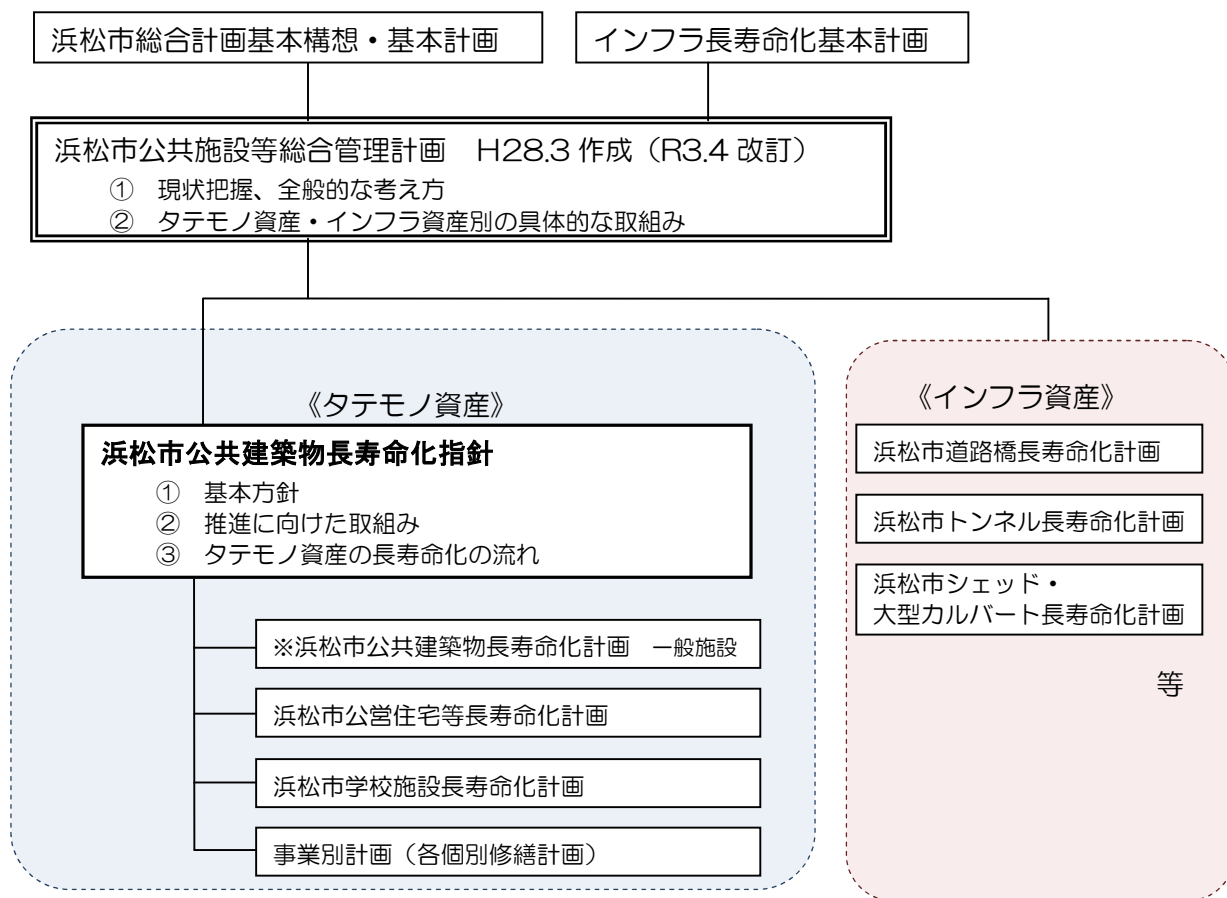 浜松市総合計画基本構想・基本計画
インフラ長寿命化基本計画
浜松市公共施設等総合管理計画　H28.3 作成（R3.4 改訂）
①　現状把握、全般的な考え方
②　タテモノ資産・インフラ資産別の具体的な取組み
《タテモノ資産》
浜松市公共建築物長寿命化指針
①　基本方針
②　推進に向けた取組み
③　タテモノ資産の長寿命化の流れ
※浜松市公共建築物長寿命化計画　一般施設
浜松市公営住宅等長寿命化計画
浜松市学校施設長寿命化計画
事業別計画（各個別修繕計画）
《インフラ資産》
浜松市道路橋長寿命化計画
浜松市トンネル長寿命化計画
浜松市シェッド・
大型カルバート長寿命化計画
等